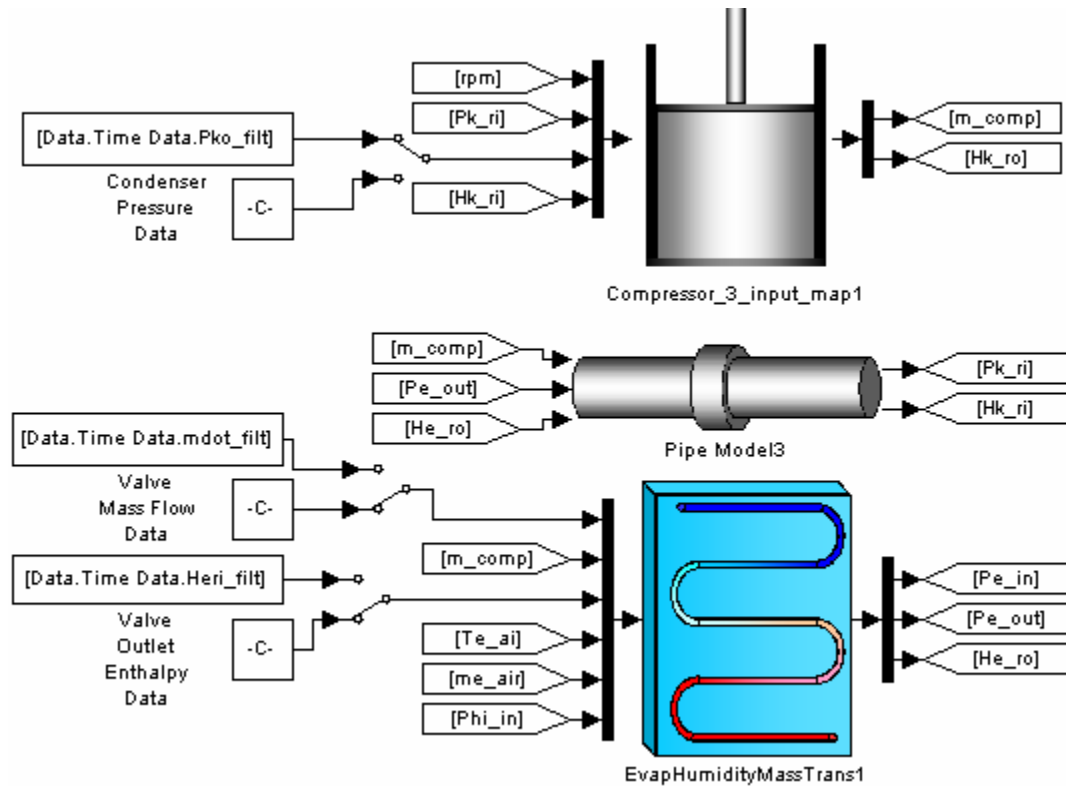 [rpm]
[Pk_ri]
[m_comp]
[Data.Time Data.Pko_filt]
[Hk_ro]
Condenser
Pressure
Data
-C-
[Hk_ri]
Compressor_3_input_map1
[m_comp]
[Pk_ri]
[Pe_out]
[Hk_ri]
[He_ro]
Pipe Model3
[Data.Time Data.mdot_filt]
Valve
Mass Flow
Data
-C-
[m_comp]
[Data.Time Data.Heri_filt]
[Pe_in]
Valve
Outlet
Enthalpy
Data
-C-
[Te_ai]
[Pe_out]
[me_air]
[He_ro]
[Phi_in]
EvapHumidityMassTrans1